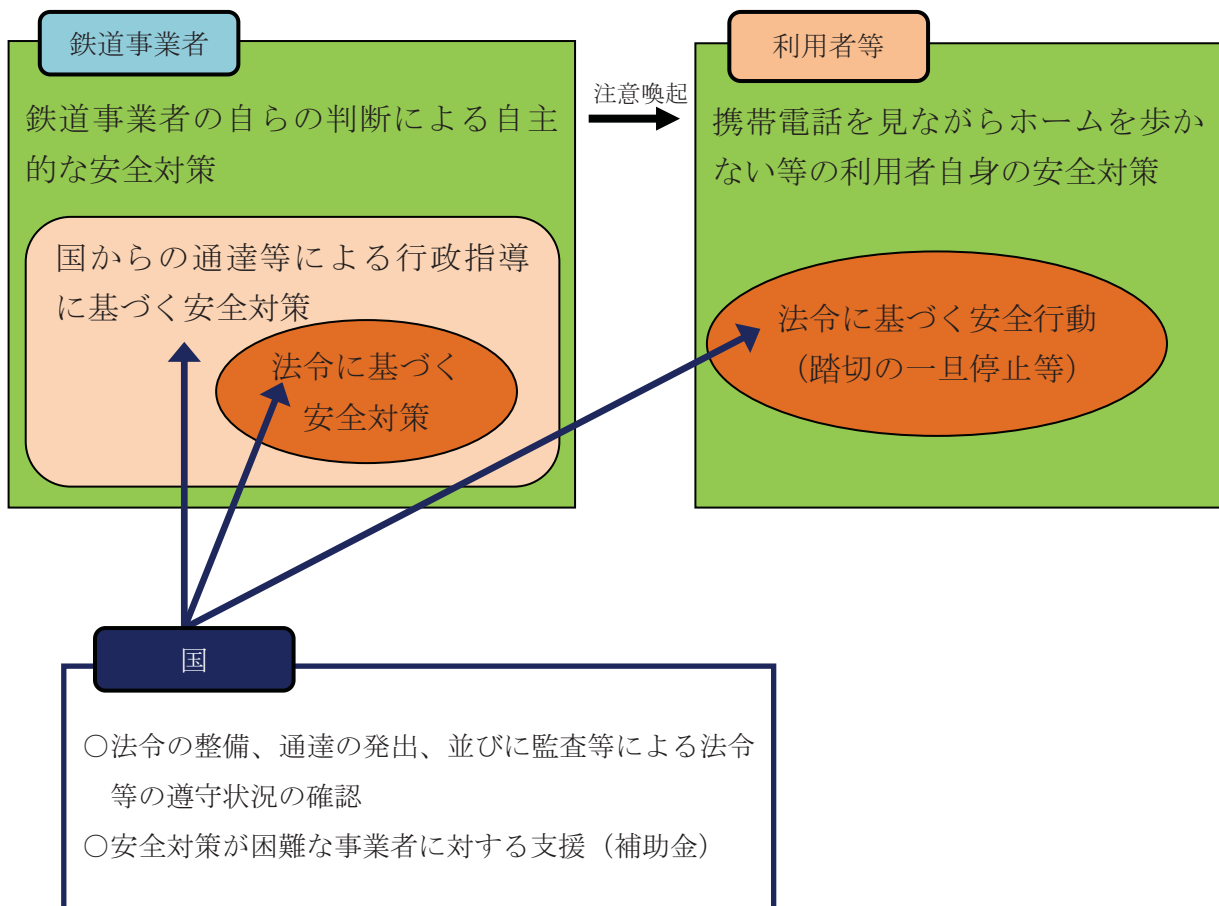 鉄道事業者
鉄道事業者の自らの判断による自主
的な安全対策
国からの通達等による行政指導
に基づく安全対策
法令に基づく
安全対策
注意喚起
利用者等
携帯電話を見ながらホームを歩か
ない等の利用者自身の安全対策
法令に基づく安全行動
（踏切の一旦停止等）
国
○法令の整備、通達の発出、並びに監査等による法令
等の遵守状況の確認
○安全対策が困難な事業者に対する支援（補助金）